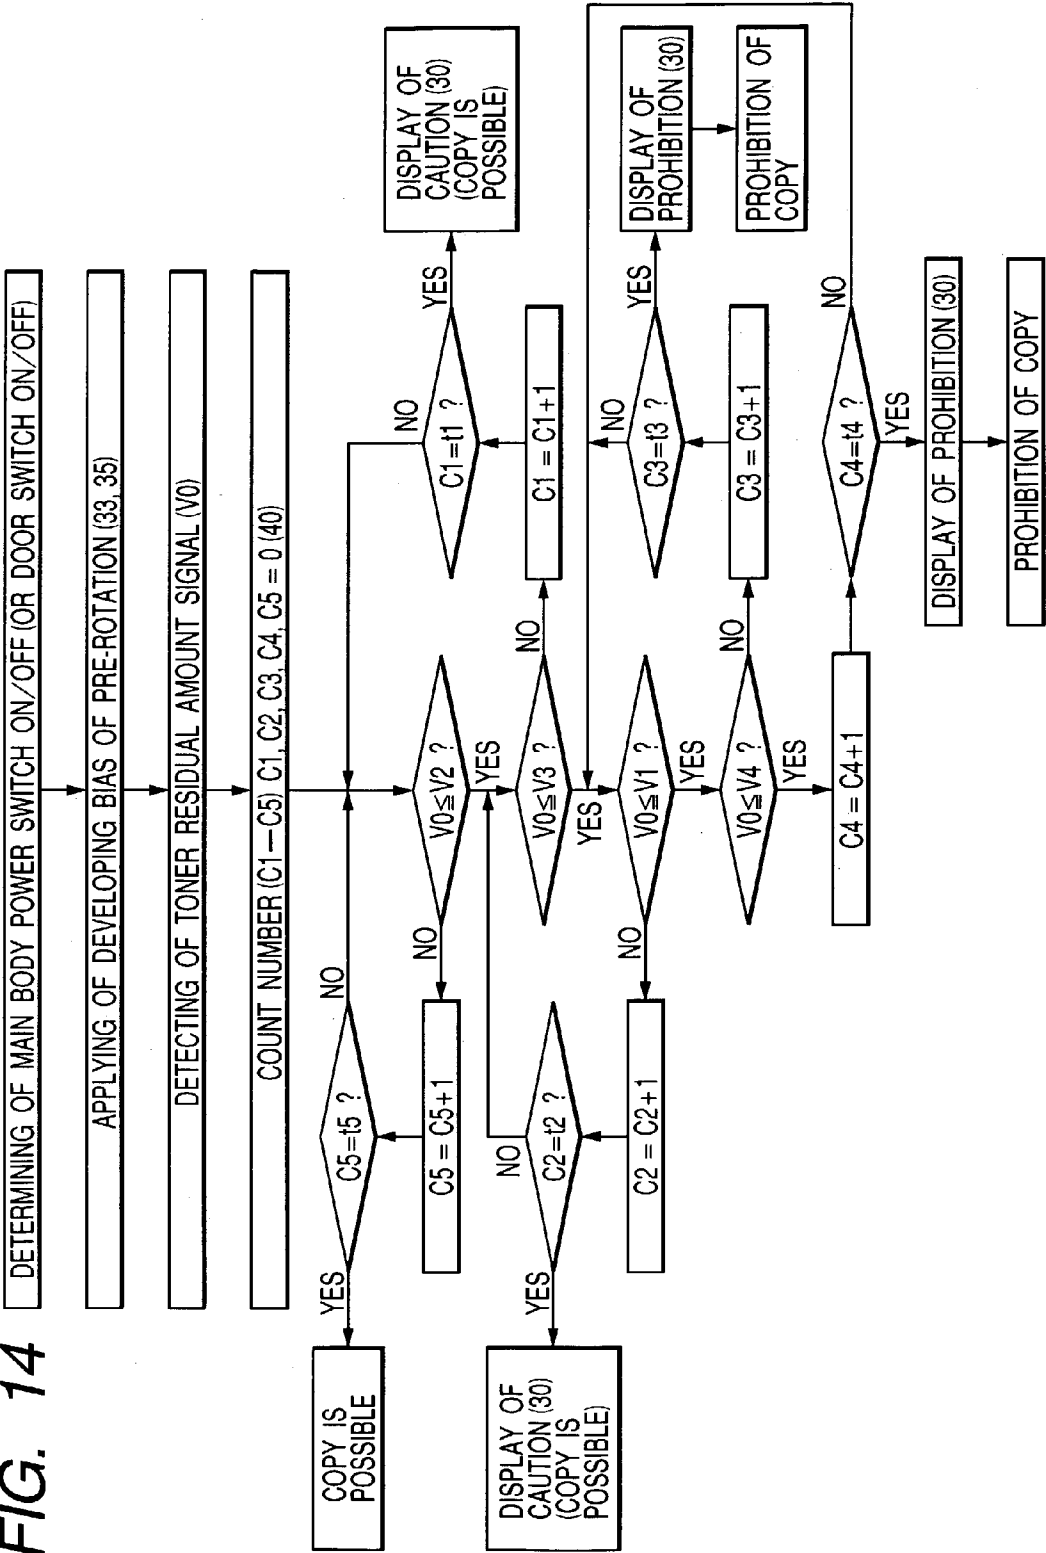 FIG. 14
DETERMINING OF MAIN BODY POWER SWITCH ON/OFF (OR DOOR SWITCH ON/OFF)
APPLYING OF DEVELOPING BIAS OF PRE-ROTATION (33, 35)
DETECTING OF TONER RESIDUAL AMOUNT SIGNAL (V0)
COUNT NUMBER (C1—C5) C1, C2, C3, C4, C5 = 0 (40)
COPY IS
POSSIBLE
YES
C5=t5 ?
NO
C5 = C5+1
NO
V0≦V2 ?
YES
NO
C1=t1 ?
YES
DISPLAY OF
CAUTION (30)
(COPY IS
POSSIBLE)
C1 = C1+1
NO
V0≦V3 ?
YES
DISPLAY OF
CAUTION (30)
(COPY IS
POSSIBLE)
YES
C2=t2 ?
NO
C2 = C2+1
NO
V0≦V1 ?
YES
NO
C3=t3 ?
YES
DISPLAY OF
PROHIBITION (30)
PROHIBITION OF
COPY
C3 = C3+1
NO
V0≦V4 ?
YES
C4 = C4+1
C4=t4 ?
NO
YES
DISPLAY OF PROHIBITION (30)
PROHIBITION OF COPY